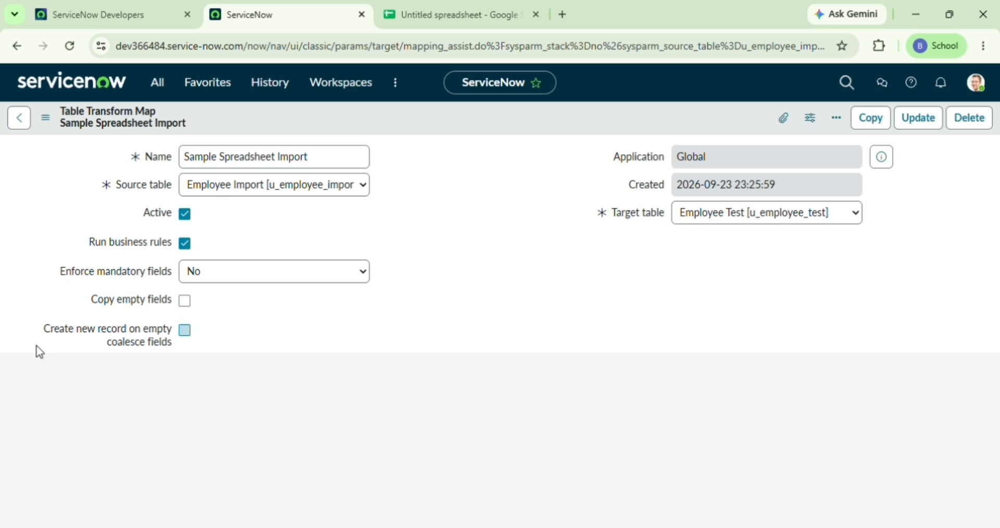 ServiceNow Developers
ServiceNow
Untitled spreadsheet - Google
Ask Gemini
dev366484.service-now.com/now/nav/ui/classic/params/target/mapping_assist.do%3Fsysparm_stack%3Dno%26sysparm_source_table%3Du_employee_imp...
B School
servicenow
All
Favorites
History
Workspaces
ServiceNow
Table Transform Map
Sample Spreadsheet Import
Copy
Update
Delete
* Name
Sample Spreadsheet Import
Application
Global
* Source table
Employee Import [u_employee_impor
Created
2026-09-23 23:25:59
Active
* Target table
Employee Test [u_employee_test]
Run business rules
Enforce mandatory fields
No
Copy empty fields
Create new record on empty
coalesce fields